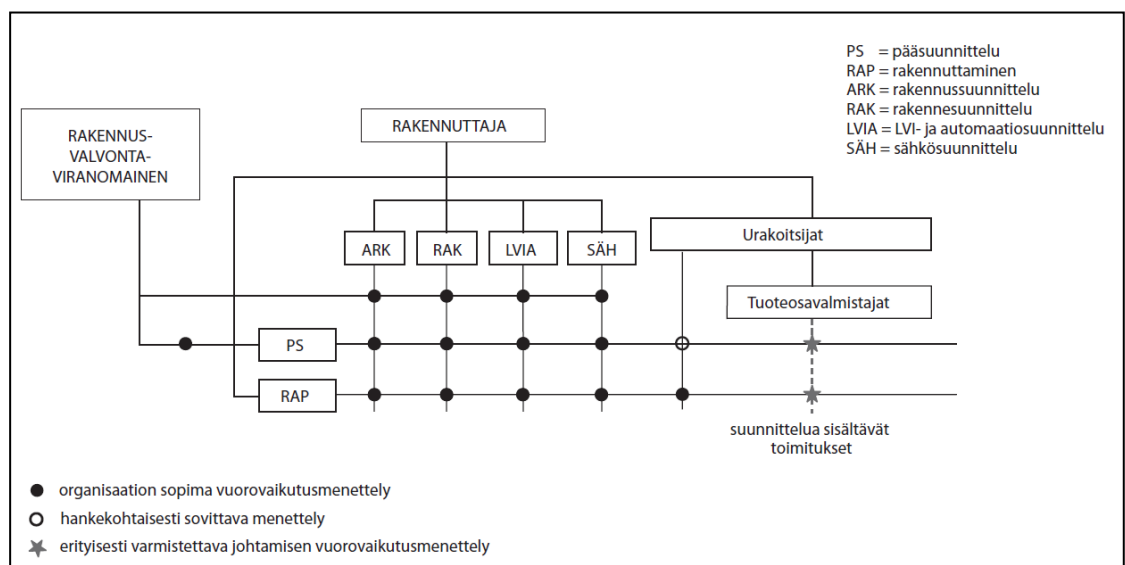 PS = pääsuunnittelu
RAP = rakennuttaminen
ARK = rakennussuunnittelu
RAK = rakennesuunnittelu
LVIA = LVI- ja automaatiosuunnittelu
SÄH = sähkösuunnittelu
RAKENNUS-
VALVONTA-
VIRANOMAINEN
RAKENNUTTAJA
ARK
RAK
LVIA
SÄH
Urakoitsijat
Tuoteosavalmistajat
PS
RAP
suunnittelua sisältävät
toimitukset
organisaation sopima vuorovaikutusmenettely
hankekohtaisesti sovittava menettely
erityisesti varmistettava johtamisen vuorovaikutusmenettely